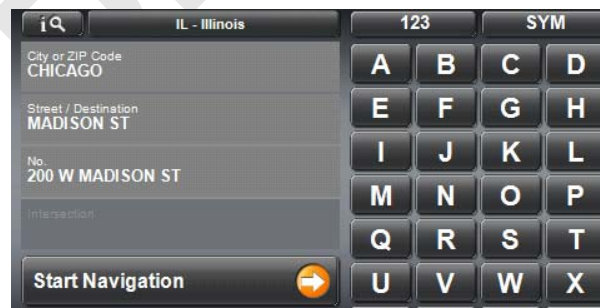 i IL - Illinois 123 SYM
City or ZIP Code
CHICAGO
Street / Destination
MADISON ST
No.
200 W MADISON ST
Intersection
Start Navigation
A B C D
E F G H
I J K L
M N O P
Q R S T
U V W X